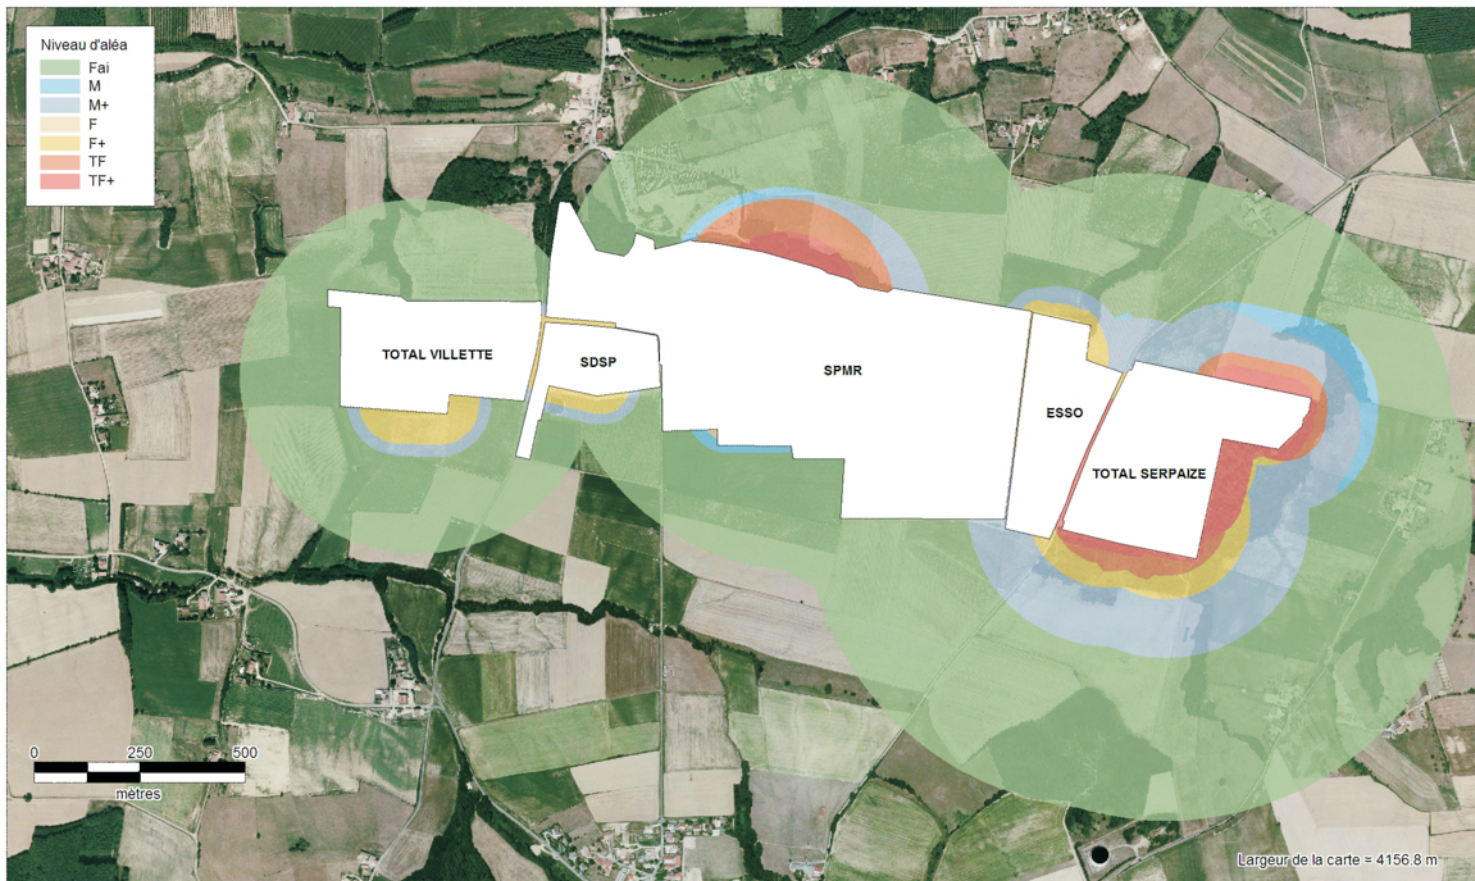 Niveau d'aléa
Fai
M
M+
F
F+
TF
TF+
TOTAL VILLETTE
SDSP
SPMR
ESSO
TOTAL SERPAIZE
0 250 500
mètres
Largeur de la carte = 4156.8 m